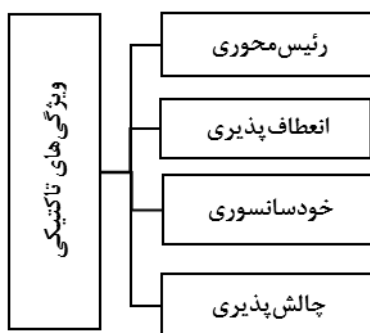 ویژگی‌های تاکتیکی
رئیس‌محوری
انعطاف‌پذیری
خودسانسوری
چالش‌پذیری